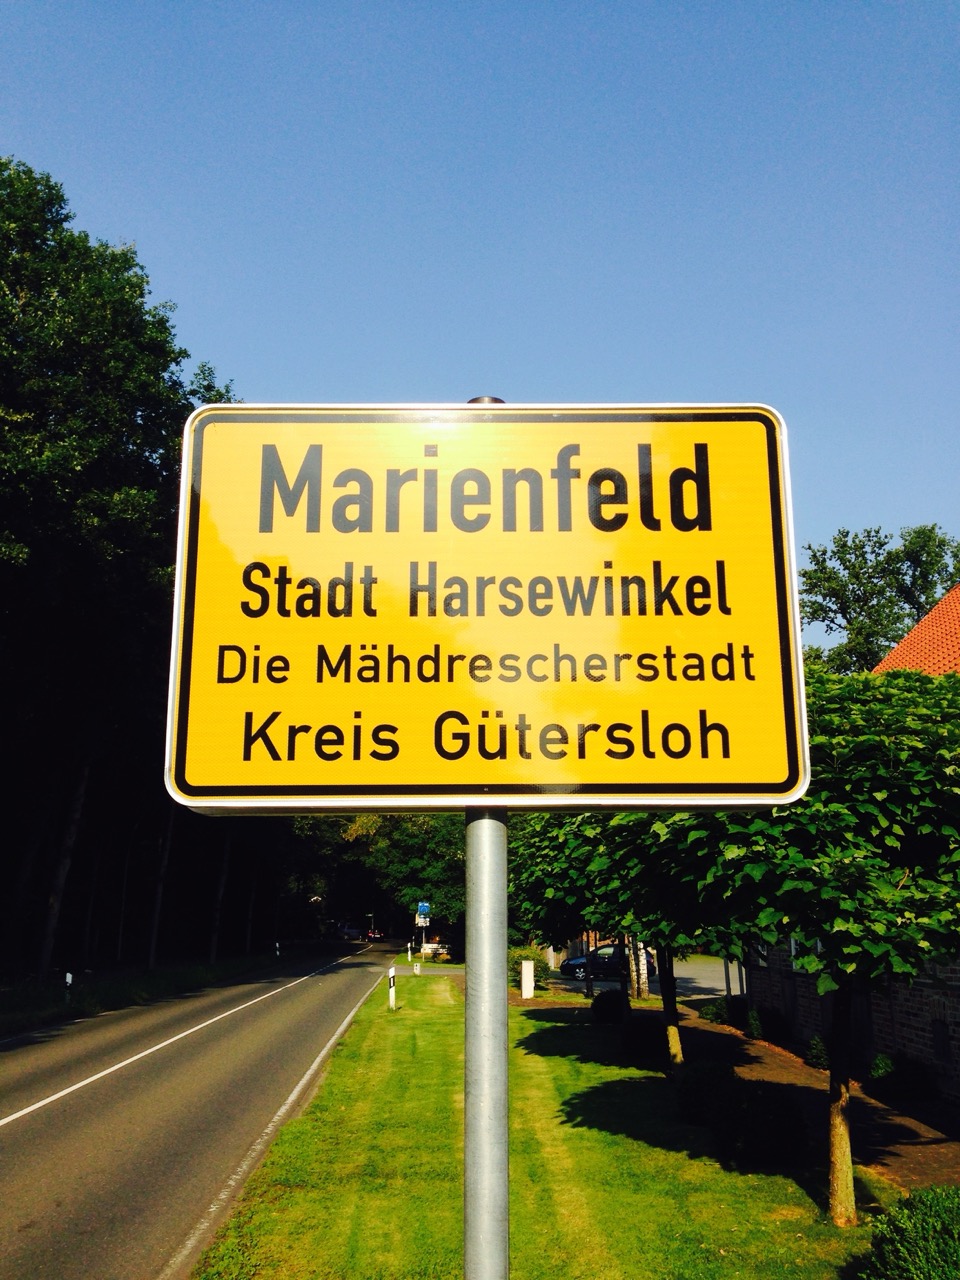 Marienfeld
Stadt Harsewinkel
Die Mähdrescherstadt
Kreis Gütersloh